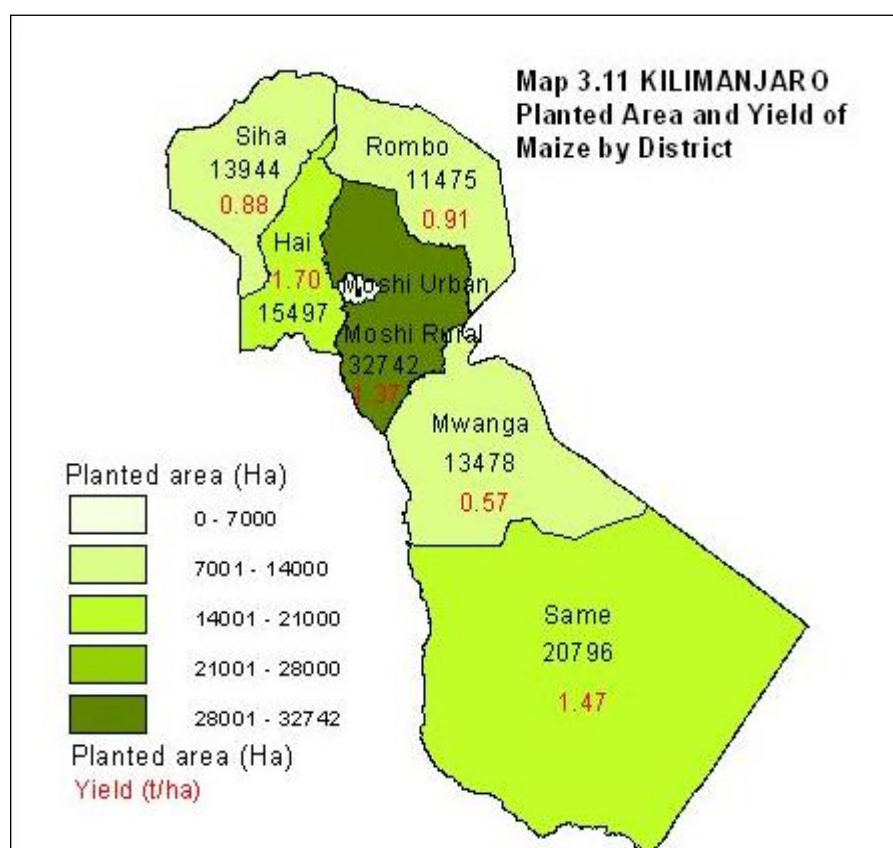 Map 3.11 KILIMANJARO
Planted Area and Yield of
Maize by District
Siha
13944
0.88
Rombo
11475
0.91
Hai
1.70
15497
Moshi Urban
Moshi Rural
32742
1.37
Mwanga
13478
0.57
Same
20796
1.47
Planted area (Ha)
0 - 7000
7001 - 14000
14001 - 21000
21001 - 28000
28001 - 32742
Planted area (Ha)
Yield (t/ha)